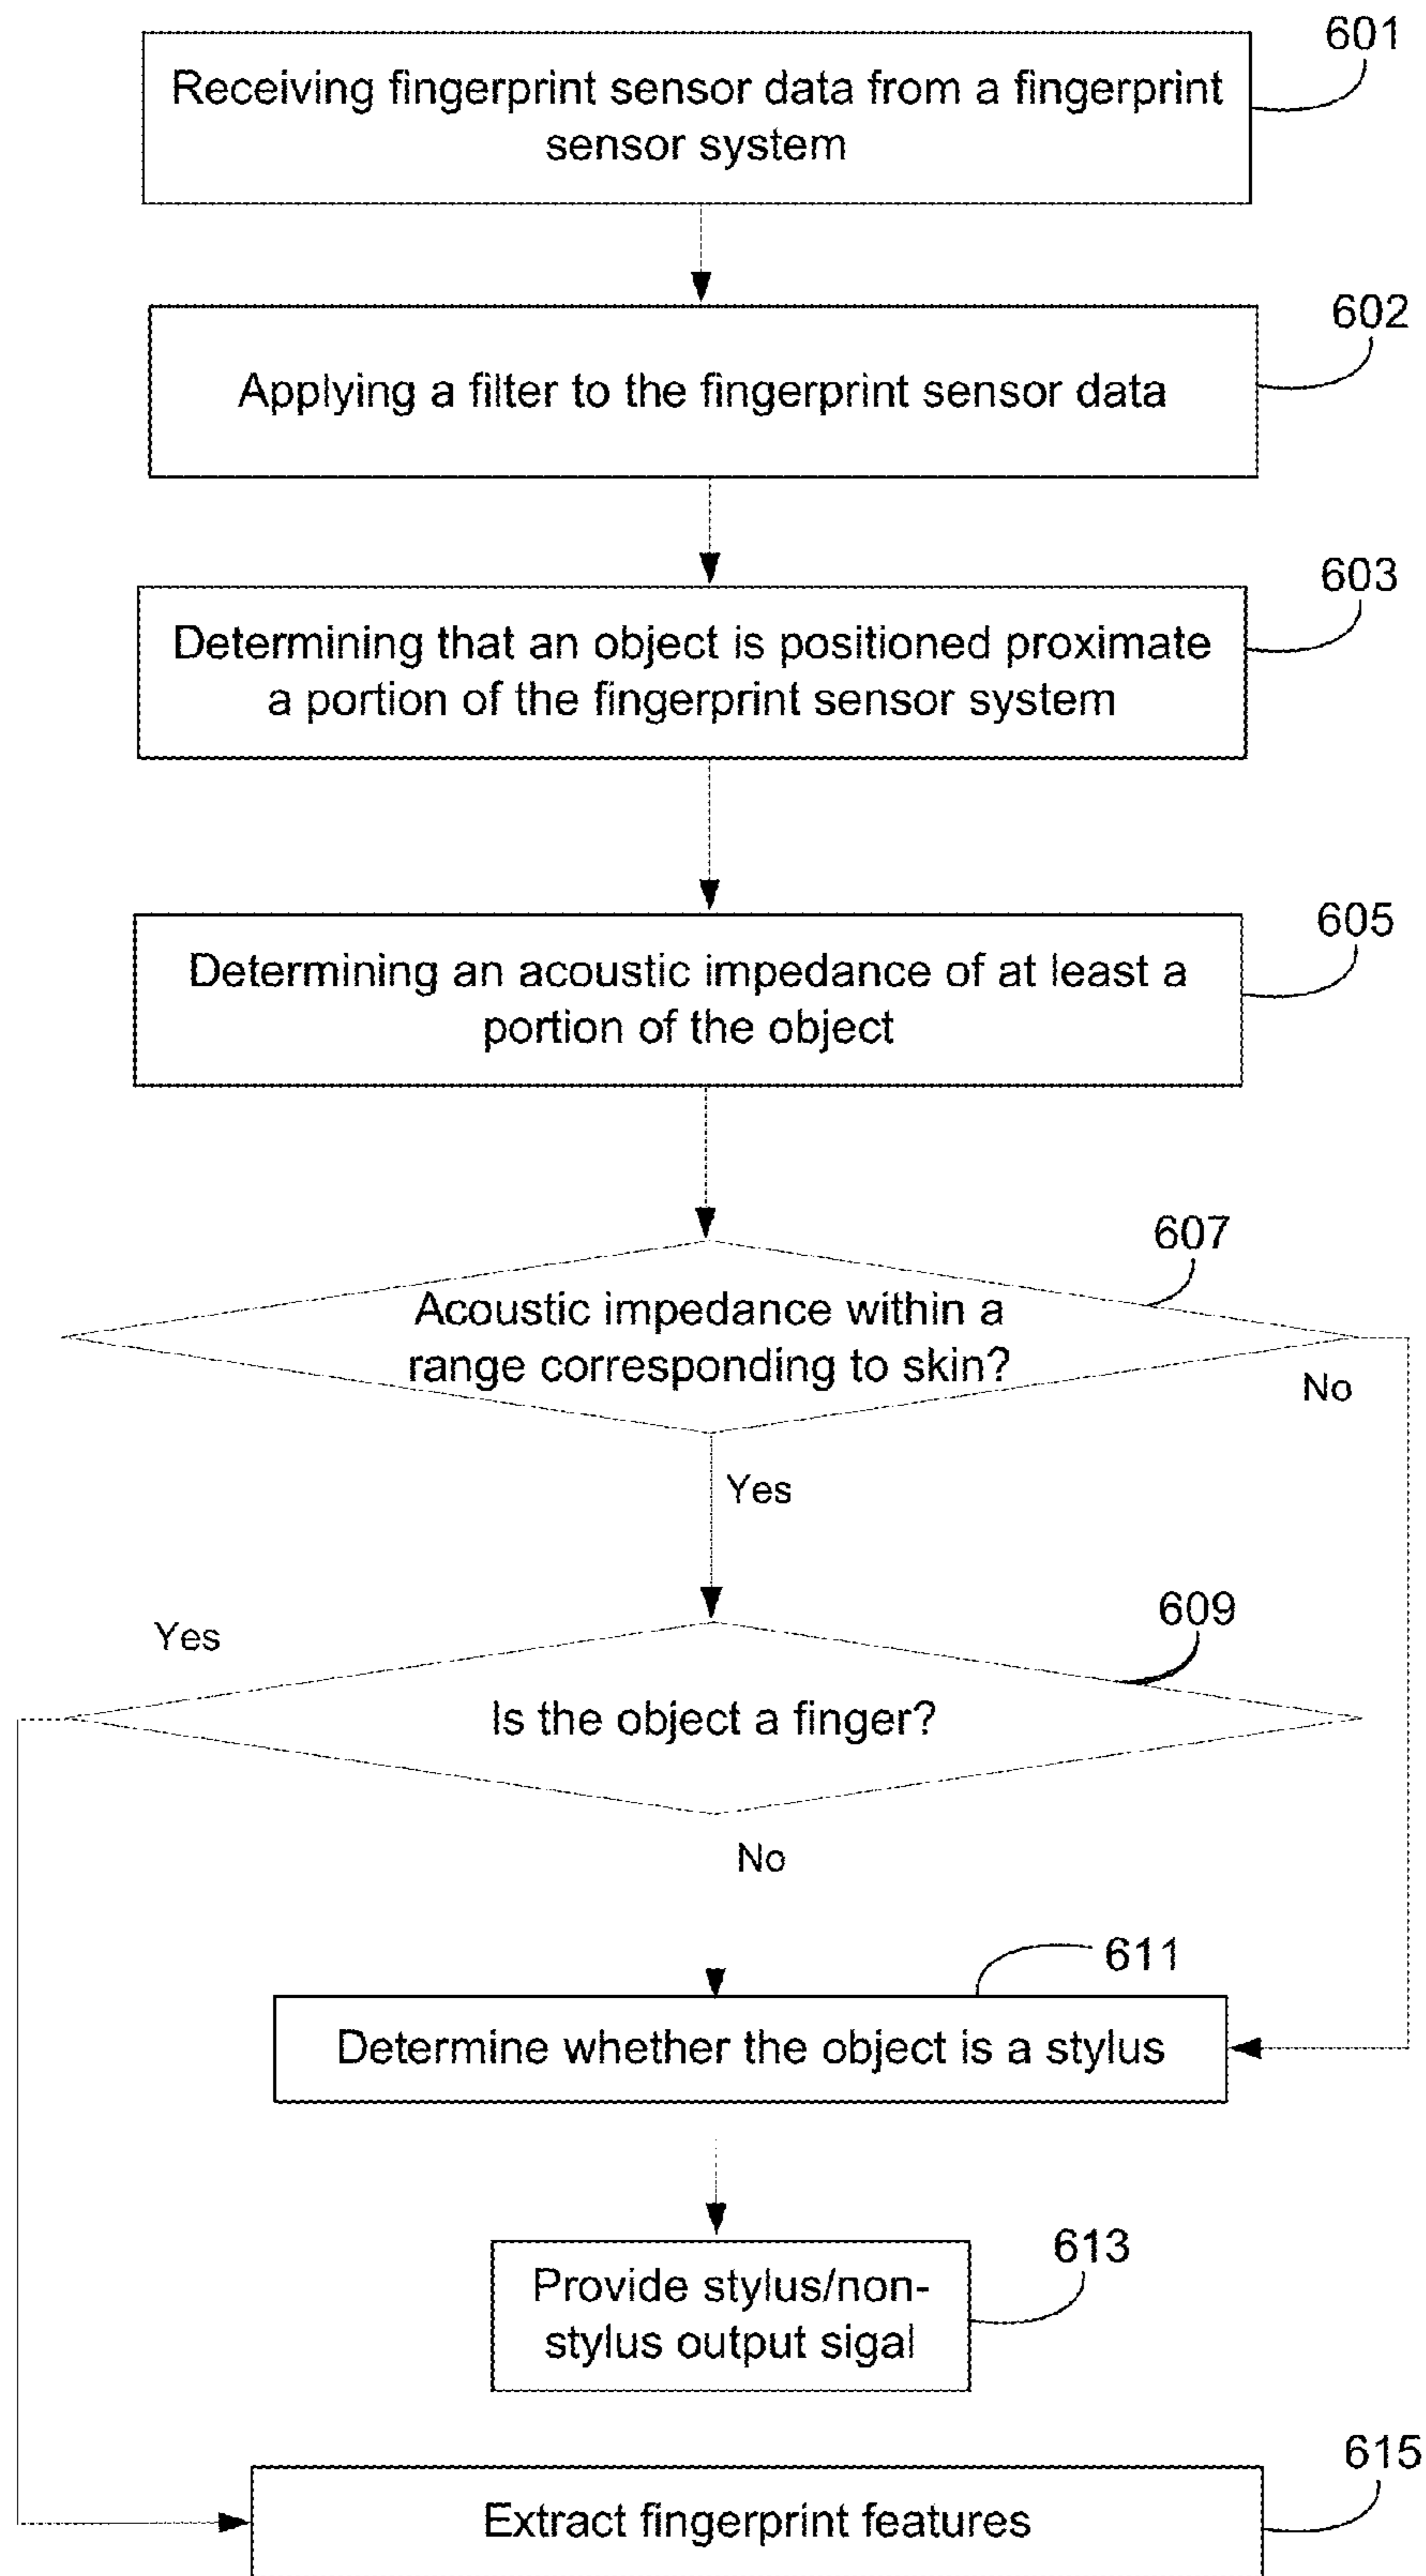 601
Receiving fingerprint sensor data from a fingerprint
sensor system
602
Applying a filter to the fingerprint sensor data
603
Determining that an object is positioned proximate
a portion of the fingerprint sensor system
605
Determining an acoustic impedance of at least a
portion of the object
607
Acoustic impedance within a
range corresponding to skin?
No
Yes
609
Yes
Is the object a finger?
No
611
Determine whether the object is a stylus
613
Provide stylus/non-
stylus output sigal
615
Extract fingerprint features